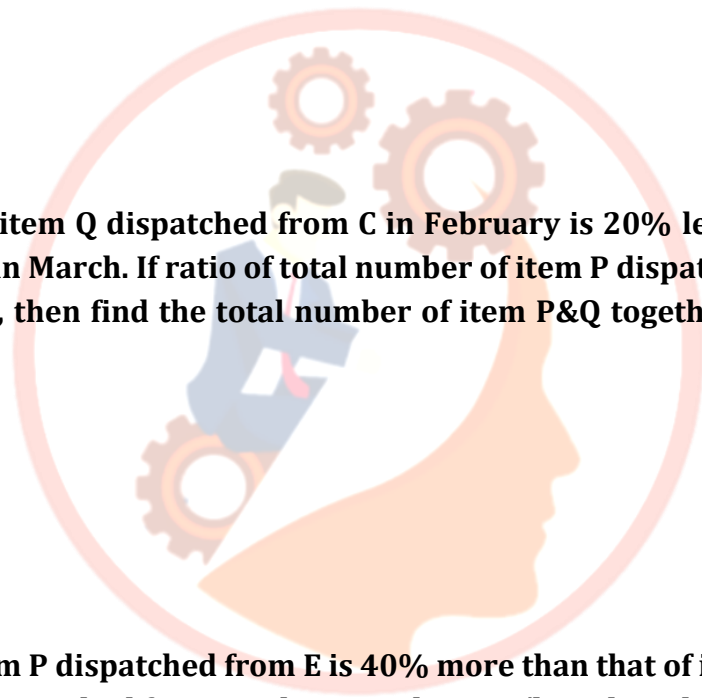 item Q dispatched from C in February is 20% le
in March. If ratio of total number of item P dispat
, then find the total number of item P&Q togeth
m P dispatched from E is 40% more than that of i